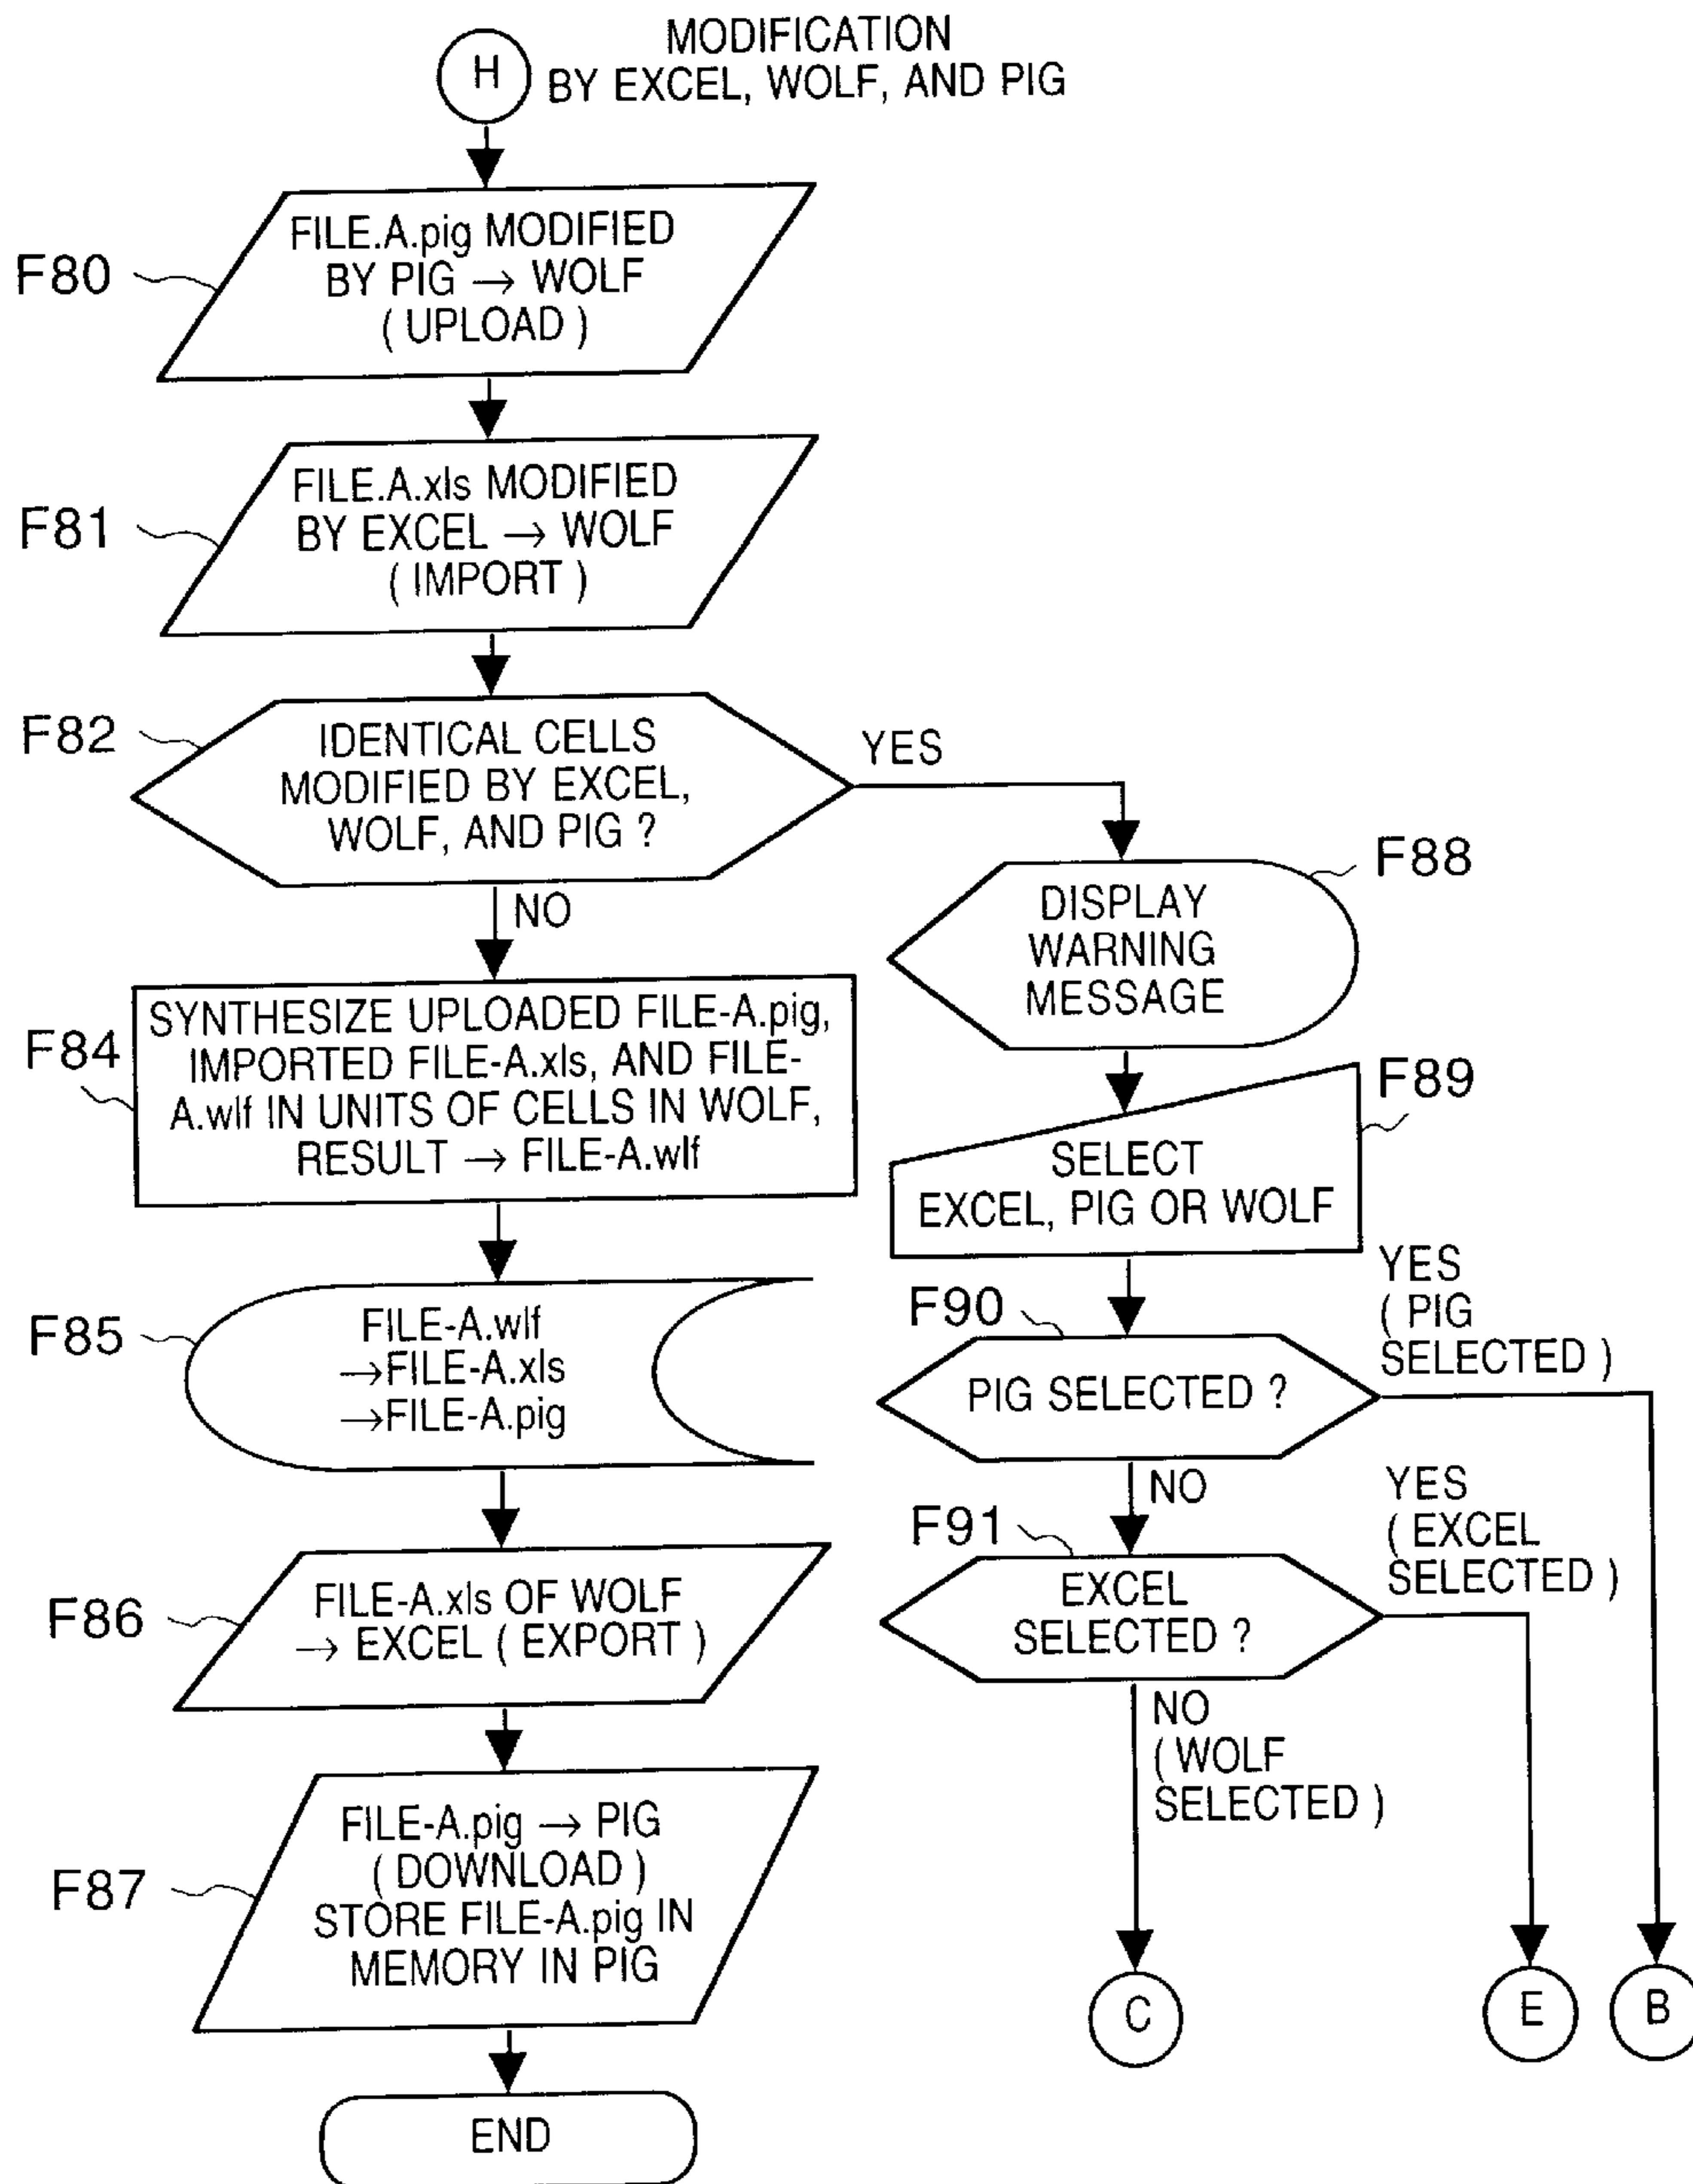 H
MODIFICATION
BY EXCEL, WOLF, AND PIG
F80
FILE.A.pig MODIFIED
BY PIG → WOLF
( UPLOAD )
F81
FILE.A.xls MODIFIED
BY EXCEL → WOLF
( IMPORT )
F82
IDENTICAL CELLS
MODIFIED BY EXCEL,
WOLF, AND PIG ?
YES
NO
F84
SYNTHESIZE UPLOADED FILE-A.pig,
IMPORTED FILE-A.xls, AND FILE-
A.wlf IN UNITS OF CELLS IN WOLF,
RESULT → FILE-A.wlf
F85
FILE-A.wlf
→FILE-A.xls
→FILE-A.pig
F86
FILE-A.xls OF WOLF
→ EXCEL ( EXPORT )
F87
FILE-A.pig → PIG
( DOWNLOAD )
STORE FILE-A.pig IN
MEMORY IN PIG
END
F88
DISPLAY
WARNING
MESSAGE
F89
SELECT
EXCEL, PIG OR WOLF
F90
PIG SELECTED ?
YES
( PIG
SELECTED )
NO
F91
EXCEL
SELECTED ?
YES
( EXCEL
SELECTED )
NO
( WOLF
SELECTED )
C
E
B